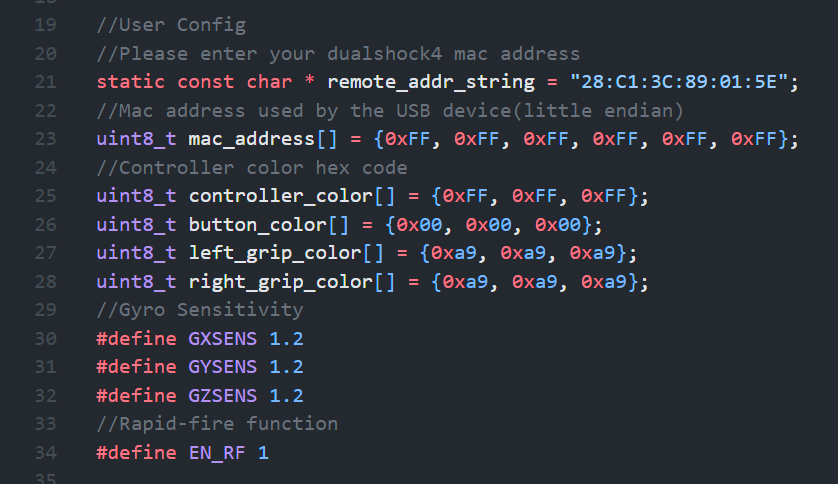 19 //User Config
20 //Please enter your dualshock4 mac address
21 static const char * remote_addr_string = "28:C1:3C:89:01:5E";
22 //Mac address used by the USB device(little endian)
23 uint8_t mac_address[] = {0xFF, 0xFF, 0xFF, 0xFF, 0xFF, 0xFF};
24 //Controller color hex code
25 uint8_t controller_color[] = {0xFF, 0xFF, 0xFF};
26 uint8_t button_color[] = {0x00, 0x00, 0x00};
27 uint8_t left_grip_color[] = {0xa9, 0xa9, 0xa9};
28 uint8_t right_grip_color[] = {0xa9, 0xa9, 0xa9};
29 //Gyro Sensitivity
30 #define GXSENS 1.2
31 #define GYSENS 1.2
32 #define GZSENS 1.2
33 //Rapid-fire function
34 #define EN_RF 1
35